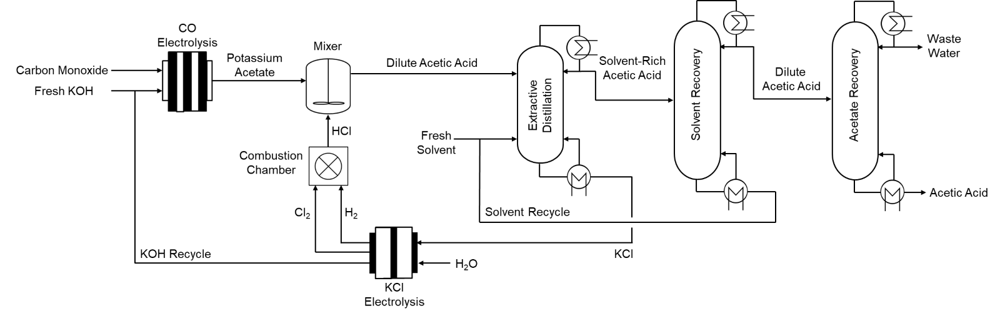 CO
Electrolysis
Carbon Monoxide
Fresh KOH
Potassium
Acetate
Mixer
HCl
Combustion
Chamber
Cl₂
H₂
Dilute Acetic Acid
Fresh
Solvent
Extractive
Distillation
Solvent-Rich
Acetic Acid
Solvent Recovery
Dilute
Acetic Acid
Acetate Recovery
Waste
Water
Acetic Acid
Solvent Recycle
KOH Recycle
KCl
H₂O
KCl
Electrolysis